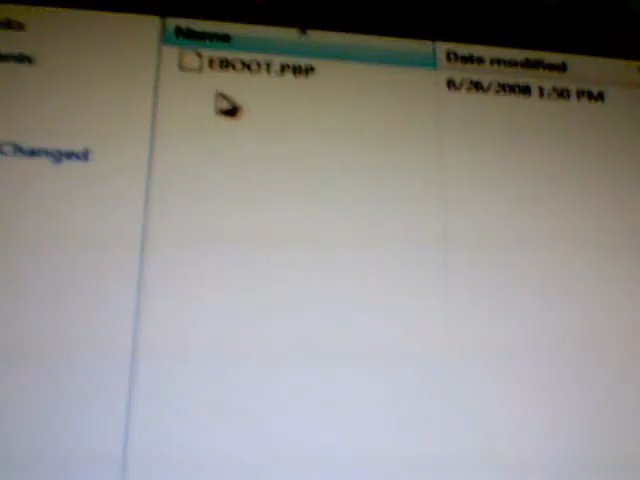 Name
Date modified
EBOOT.PBP
6/26/2008 1:50 PM
Changed